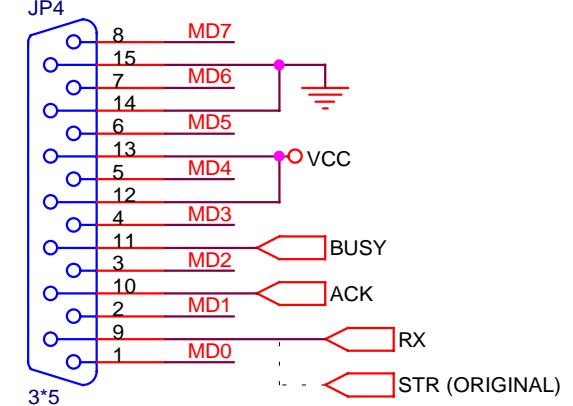 JP4
8 MD7
15
7 MD6
14
6 MD5
13 VCC
5 MD4
12
4 MD3
11 BUSY
3 MD2
10 ACK
2 MD1
9 RX
1 MD0
STR (ORIGINAL)
3*5